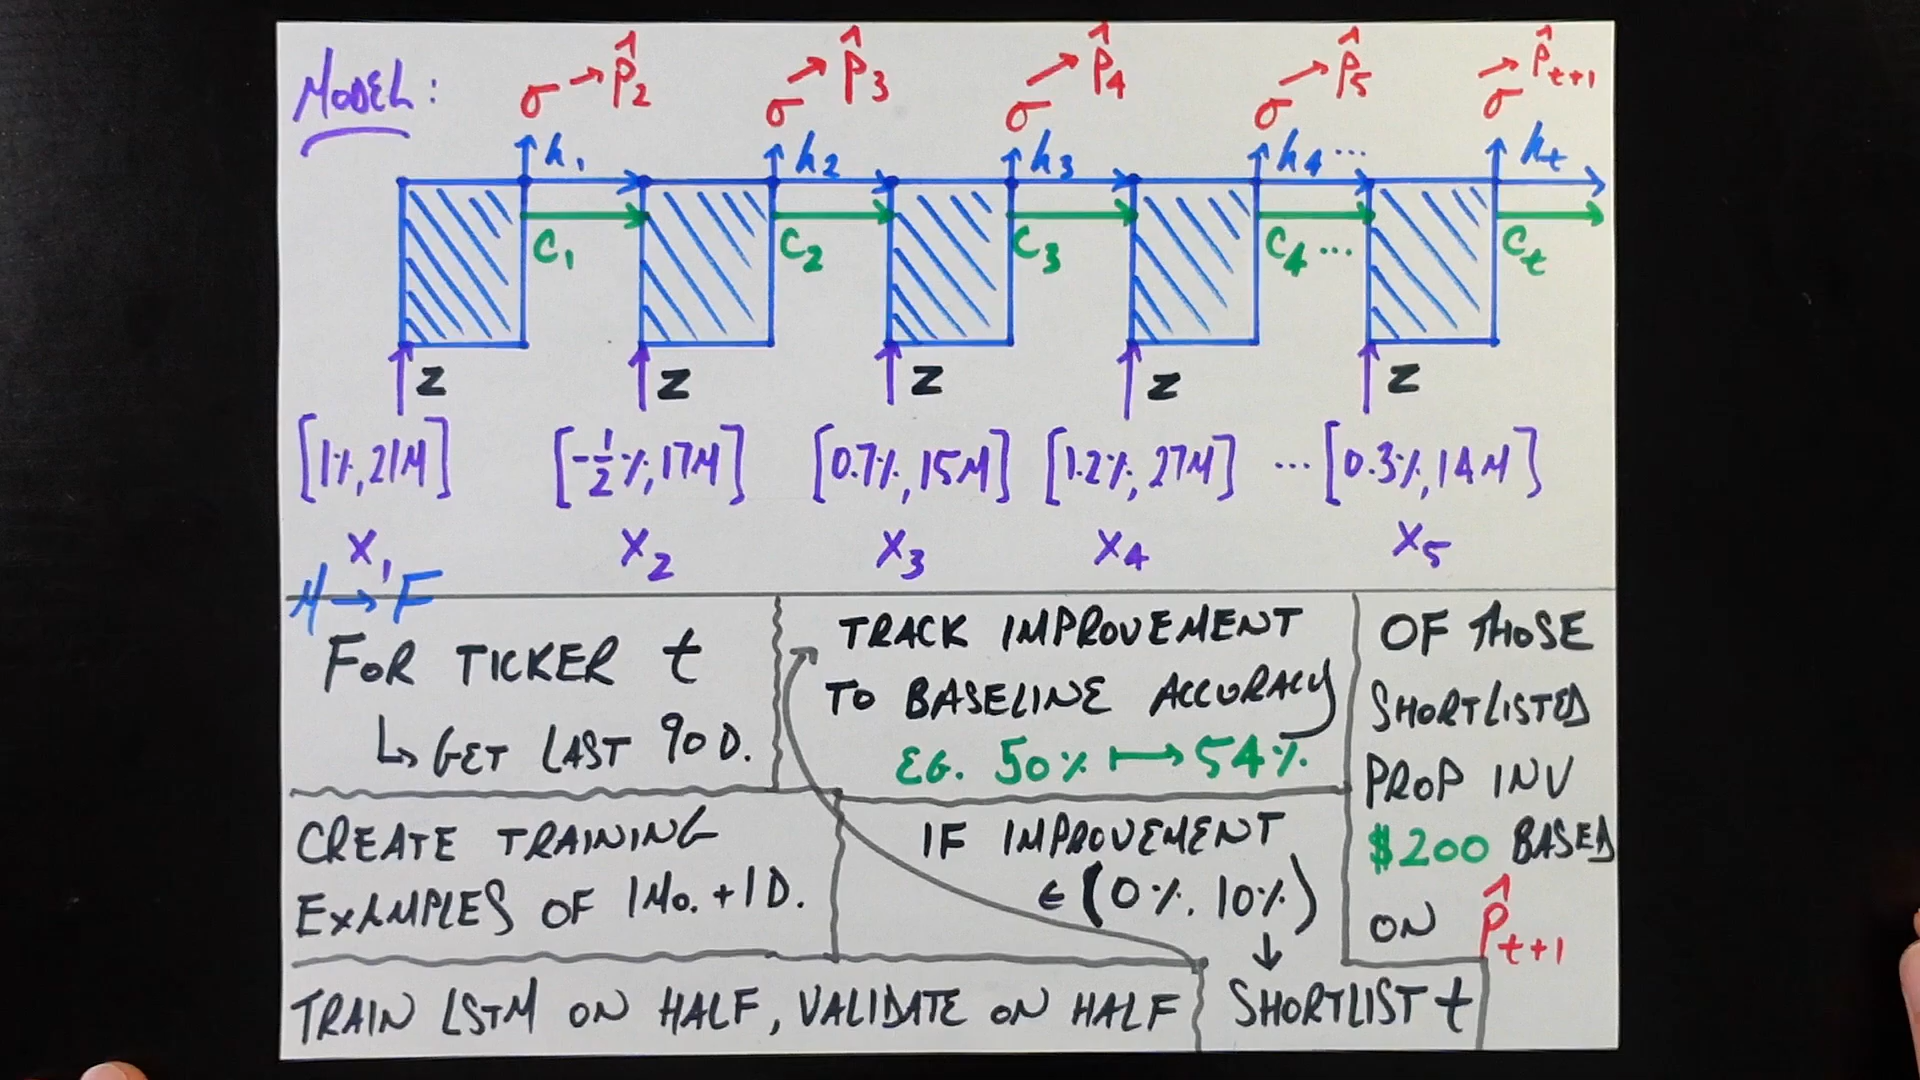 MODEL:
σ → p̂2 σ → p̂3 σ → p̂4 σ → p̂5 σ → p̂t+1
h1 h2 h3 h4... ht
C1 C2 C3 C4... Ct
Z Z Z Z Z
[1%, 21M] [-1/2%, 17M] [0.7%, 15M] [1.2%, 27M] ... [0.3%, 14M]
X1 X2 X3 X4 X5
M → F
FOR TICKER t
↳ GET LAST 90 D.
CREATE TRAINING
EXAMPLES OF 1 Mo. + 1 D.
TRAIN LSTM ON HALF, VALIDATE ON HALF
TRACK IMPROVEMENT
TO BASELINE ACCURACY
EG. 50% ↦ 54%.
IF IMPROVEMENT
∈ (0%. 10%)
↓
SHORTLIST t
OF THOSE
SHORTLISTED
PROP INV
$200 BASED
ON p̂t+1